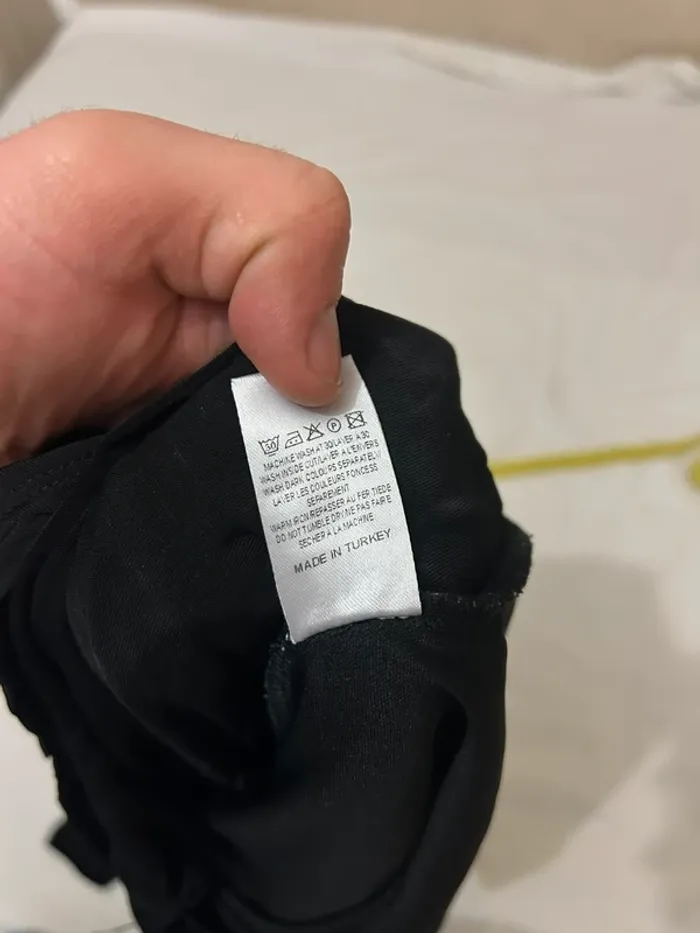 30 P
MACHINE WASH AT 30/LAVER A 30
WASH INSIDE OUT/LAVER A L'ENVERS
WASH DARK COLOURS SEPARATELY/
LAVER LES COULEURS FONCESS
SEPAREMENT
WARM IRON/REPASSER AU FER TIEDE
DO NOT TUMBLE DRY/NE PAS FAIRE
SECHER A LA MACHINE
MADE IN TURKEY